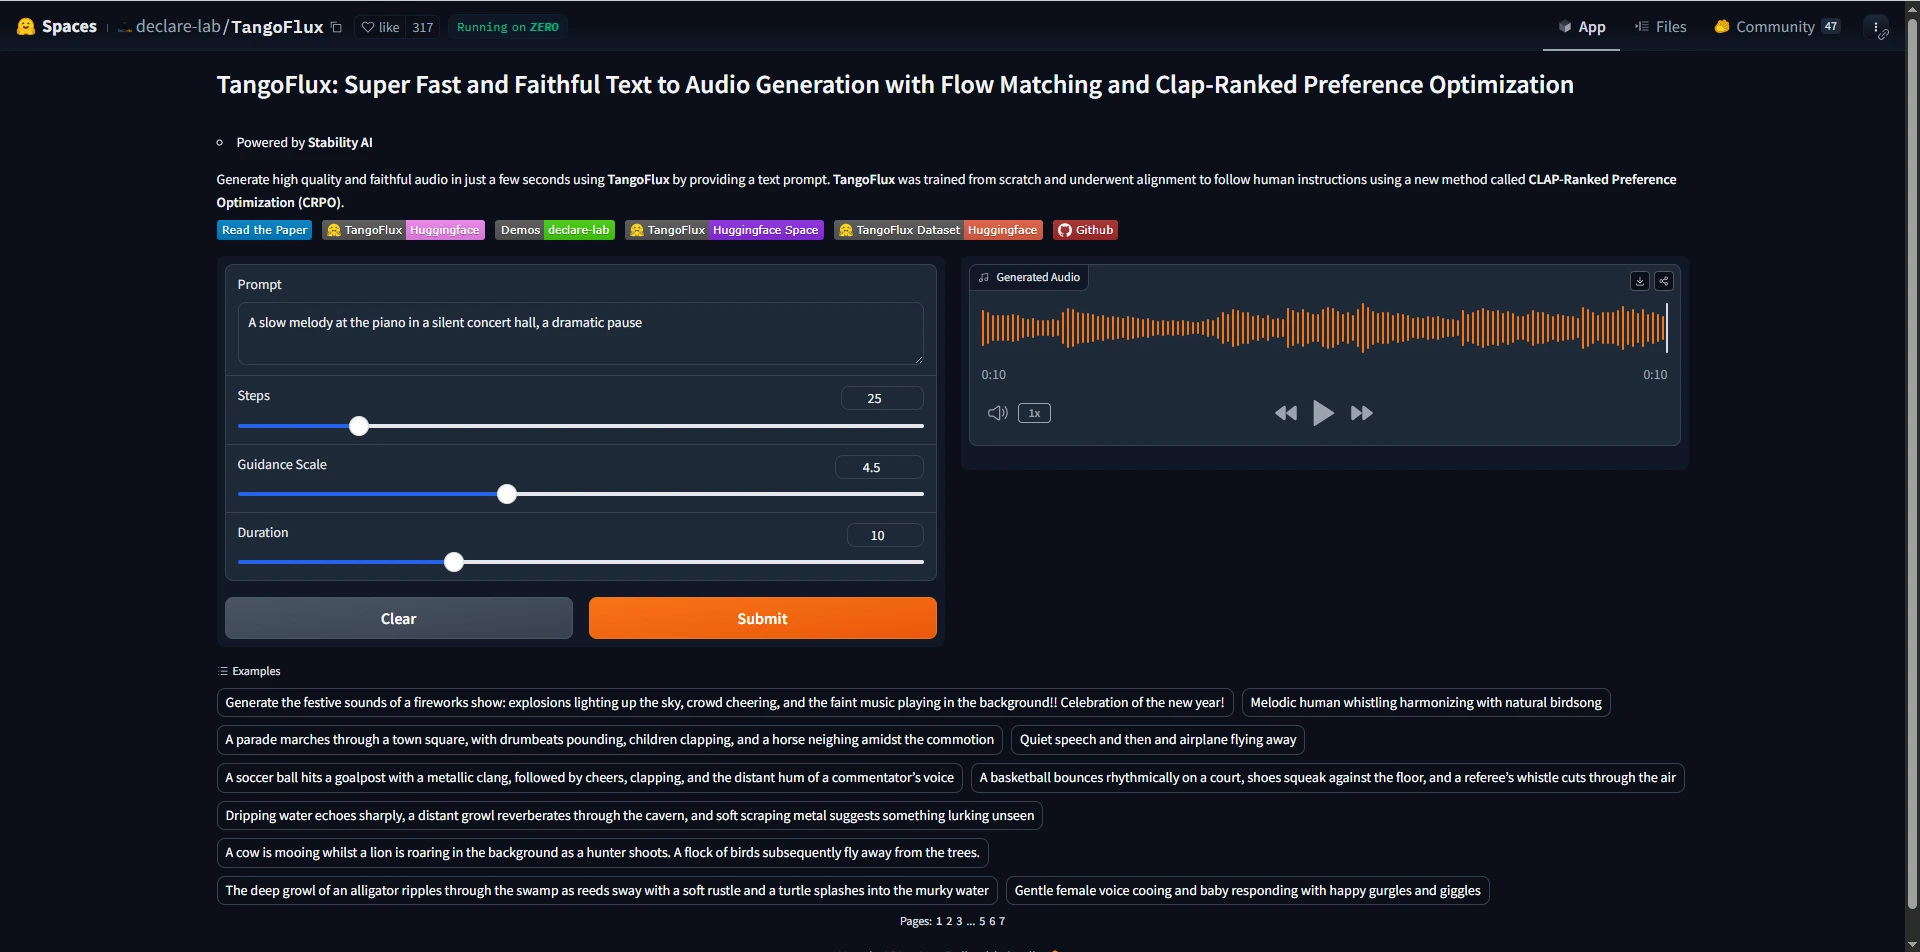 Spaces declare-lab/TangoFlux like 317 Running on ZERO App Files Community 47
TangoFlux: Super Fast and Faithful Text to Audio Generation with Flow Matching and Clap-Ranked Preference Optimization
Powered by Stability AI
Generate high quality and faithful audio in just a few seconds using TangoFlux by providing a text prompt. TangoFlux was trained from scratch and underwent alignment to follow human instructions using a new method called CLAP-Ranked Preference
Optimization (CRPO).
Read the Paper TangoFlux Huggingface Demos declare-lab TangoFlux Huggingface Space TangoFlux Dataset Huggingface Github
Prompt
A slow melody at the piano in a silent concert hall, a dramatic pause
Steps 25
Guidance Scale 4.5
Duration 10
Clear Submit
Generated Audio
0:10 0:10
1x
Examples
Generate the festive sounds of a fireworks show: explosions lighting up the sky, crowd cheering, and the faint music playing in the background!! Celebration of the new year! Melodic human whistling harmonizing with natural birdsong
A parade marches through a town square, with drumbeats pounding, children clapping, and a horse neighing amidst the commotion Quiet speech and then and airplane flying away
A soccer ball hits a goalpost with a metallic clang, followed by cheers, clapping, and the distant hum of a commentator’s voice A basketball bounces rhythmically on a court, shoes squeak against the floor, and a referee’s whistle cuts through the air
Dripping water echoes sharply, a distant growl reverberates through the cavern, and soft scraping metal suggests something lurking unseen
A cow is mooing whilst a lion is roaring in the background as a hunter shoots. A flock of birds subsequently fly away from the trees.
The deep growl of an alligator ripples through the swamp as reeds sway with a soft rustle and a turtle splashes into the murky water Gentle female voice cooing and baby responding with happy gurgles and giggles
Pages: 1 2 3 ... 5 6 7